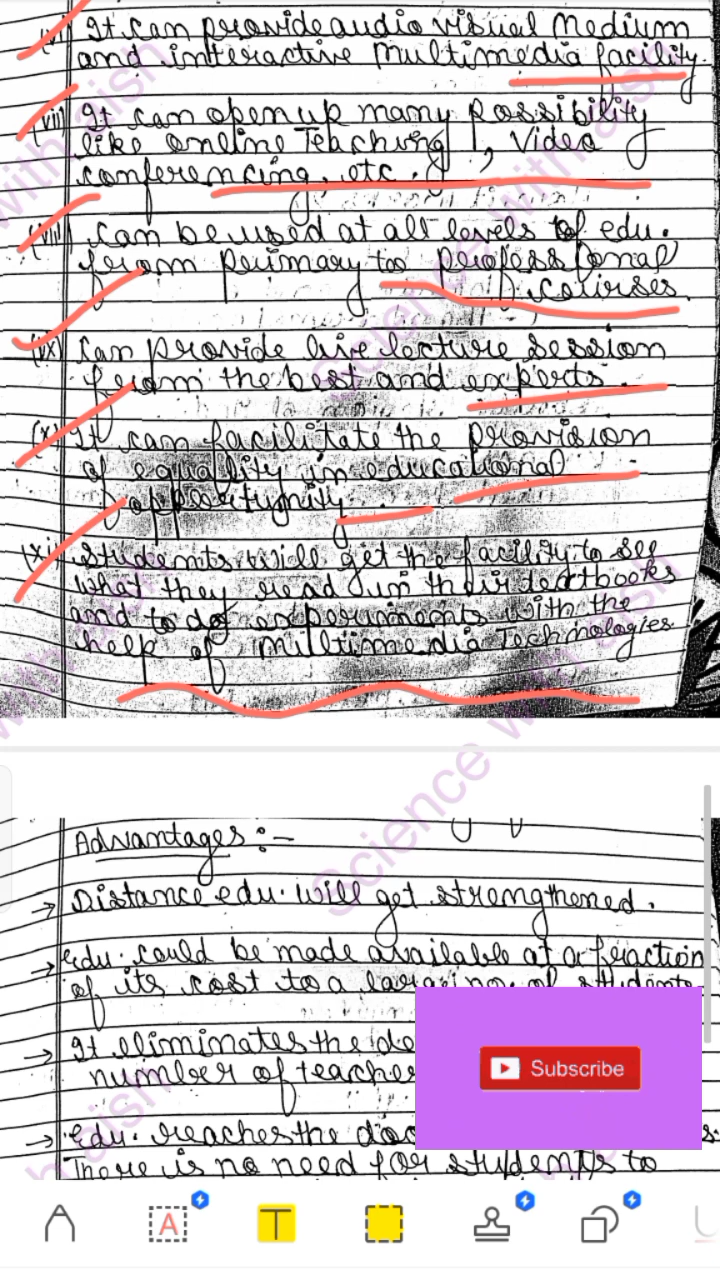 (vi) It can provide audio visual Medium
and interactive Multimedia facility.
(vii) It can open up many possibility
like online Teaching, Video
conferencing, etc.
(viii) Can be used at all levels of edu.
from primary to professional
courses.
(ix) Can provide live lecture session
from the best and experts.
(x) It can facilitate the provision
of equality in educational
opportunity.
(xi) Students will get the facility to see
what they read in their textbooks
and to do experiments with the
help of Multimedia Technologies
Advantages :-
→ Distance edu. will get strengthened.
→ Edu. could be made available at a fraction
of its cost to a large no. of students
→ It eliminates the
number of
→ Edu. reaches the
There is no need for students to
Subscribe
Science with aish